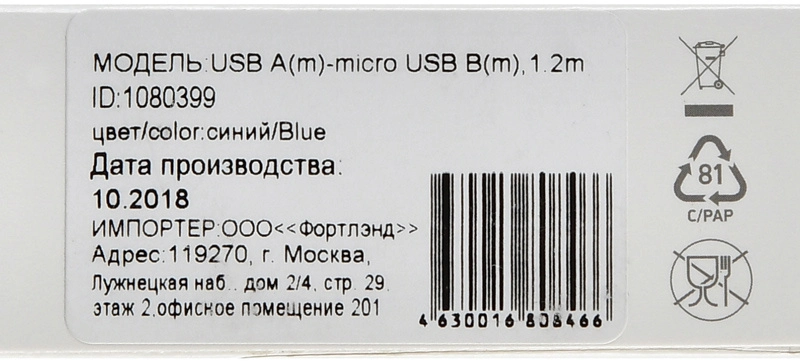 МОДЕЛЬ:USB A(m)-micro USB B(m),1.2m
ID:1080399
цвет/color:синий/Blue
Дата производства:
10.2018
ИМПОРТЕР:ООО<<Фортлэнд>>
Адрес:119270, г. Москва,
Лужнецкая наб.. дом 2/4, стр. 29,
этаж 2,офисное помещение 201
4 630016 808466
81
C/PAP